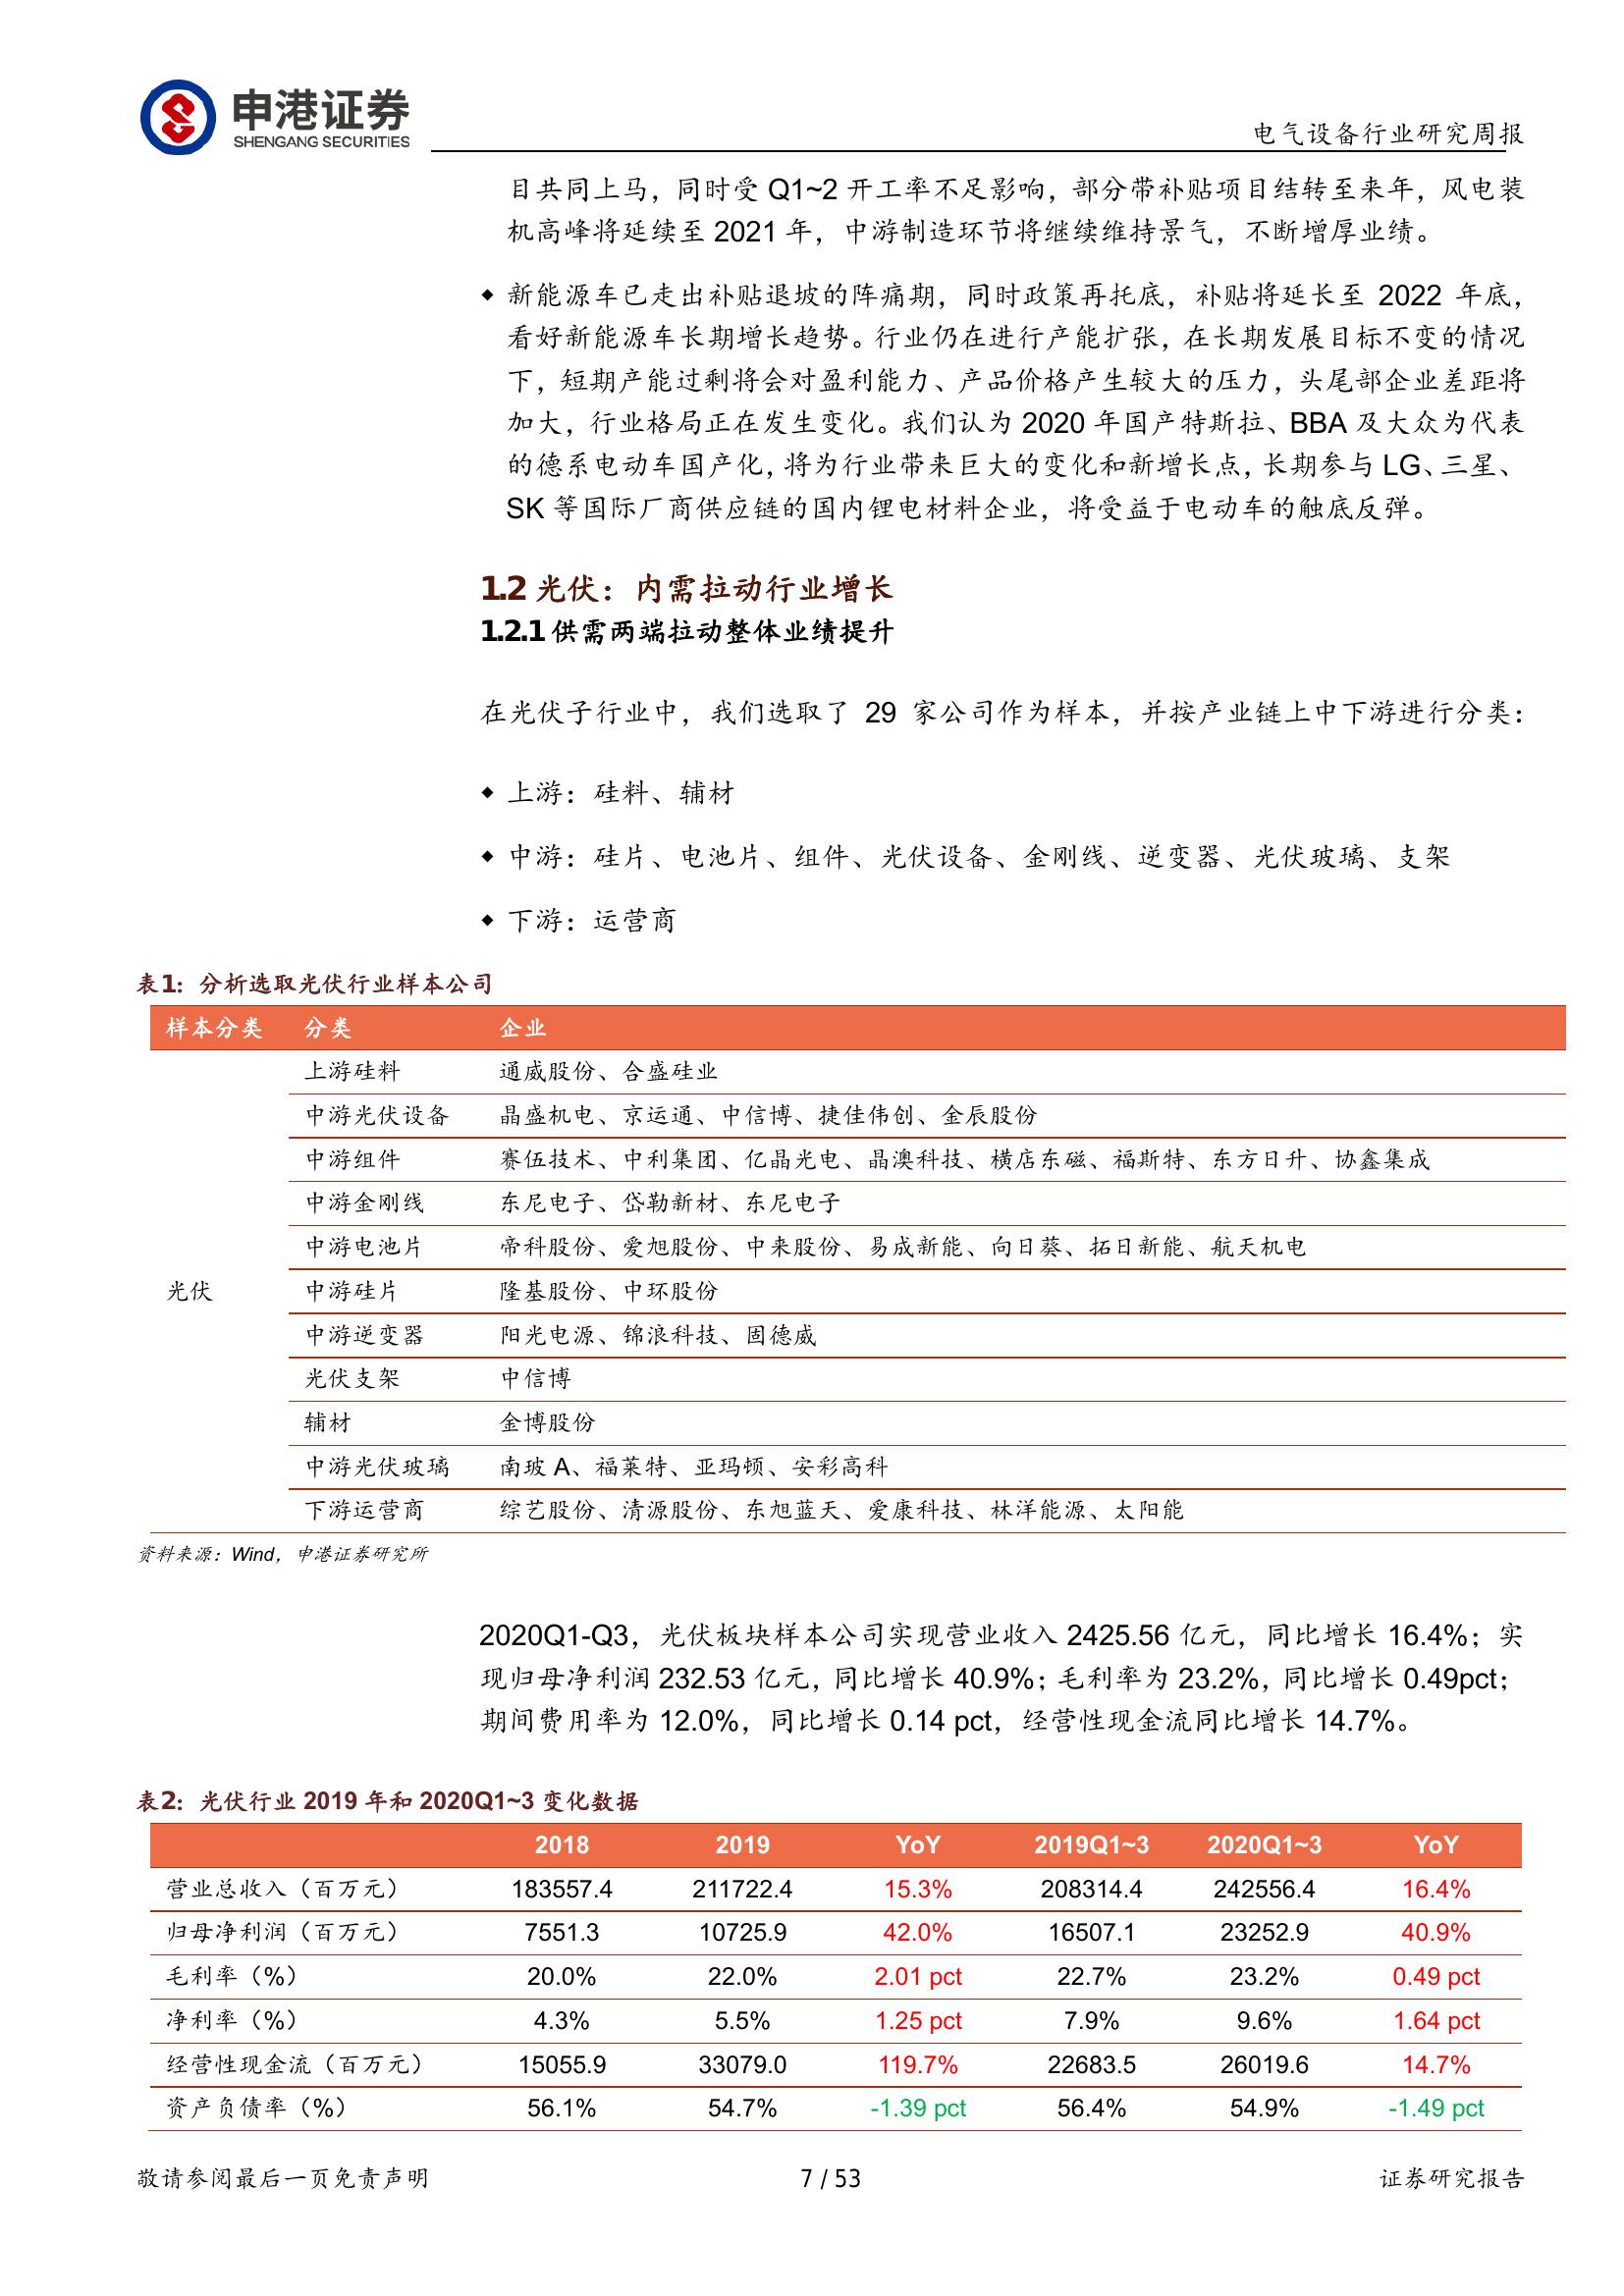 申港证券
SHENGANG SECURITIES
电气设备行业研究周报
目共同上马，同时受 Q1~2 开工率不足影响，部分带补贴项目结转至来年，风电装
机高峰将延续至 2021 年，中游制造环节将继续维持景气，不断增厚业绩。
◆ 新能源车已走出补贴退坡的阵痛期，同时政策再托底，补贴将延长至 2022 年底，
看好新能源车长期增长趋势。行业仍在进行产能扩张，在长期发展目标不变的情况
下，短期产能过剩将会对盈利能力、产品价格产生较大的压力，头尾部企业差距将
加大，行业格局正在发生变化。我们认为 2020 年国产特斯拉、BBA 及大众为代表
的德系电动车国产化，将为行业带来巨大的变化和新增长点，长期参与 LG、三星、
SK 等国际厂商供应链的国内锂电材料企业，将受益于电动车的触底反弹。
1.2 光伏：内需拉动行业增长
1.2.1 供需两端拉动整体业绩提升
在光伏子行业中，我们选取了 29 家公司作为样本，并按产业链上中下游进行分类：
◆ 上游：硅料、辅材
◆ 中游：硅片、电池片、组件、光伏设备、金刚线、逆变器、光伏玻璃、支架
◆ 下游：运营商
表1：分析选取光伏行业样本公司
样本分类 分类 企业
上游硅料 通威股份、合盛硅业
中游光伏设备 晶盛机电、京运通、中信博、捷佳伟创、金辰股份
中游组件 赛伍技术、中利集团、亿晶光电、晶澳科技、横店东磁、福斯特、东方日升、协鑫集成
中游金刚线 东尼电子、岱勒新材、东尼电子
中游电池片 帝科股份、爱旭股份、中来股份、易成新能、向日葵、拓日新能、航天机电
光伏 中游硅片 隆基股份、中环股份
中游逆变器 阳光电源、锦浪科技、固德威
光伏支架 中信博
辅材 金博股份
中游光伏玻璃 南玻 A、福莱特、亚玛顿、安彩高科
下游运营商 综艺股份、清源股份、东旭蓝天、爱康科技、林洋能源、太阳能
资料来源：Wind，申港证券研究所
2020Q1-Q3，光伏板块样本公司实现营业收入 2425.56 亿元，同比增长 16.4%；实
现归母净利润 232.53 亿元，同比增长 40.9%；毛利率为 23.2%，同比增长 0.49pct；
期间费用率为 12.0%，同比增长 0.14 pct，经营性现金流同比增长 14.7%。
表2：光伏行业 2019 年和 2020Q1~3 变化数据
2018 2019 YoY 2019Q1~3 2020Q1~3 YoY
营业总收入（百万元） 183557.4 211722.4 15.3% 208314.4 242556.4 16.4%
归母净利润（百万元） 7551.3 10725.9 42.0% 16507.1 23252.9 40.9%
毛利率（%） 20.0% 22.0% 2.01 pct 22.7% 23.2% 0.49 pct
净利率（%） 4.3% 5.5% 1.25 pct 7.9% 9.6% 1.64 pct
经营性现金流（百万元） 15055.9 33079.0 119.7% 22683.5 26019.6 14.7%
资产负债率（%） 56.1% 54.7% -1.39 pct 56.4% 54.9% -1.49 pct
敬请参阅最后一页免责声明 7 / 53 证券研究报告